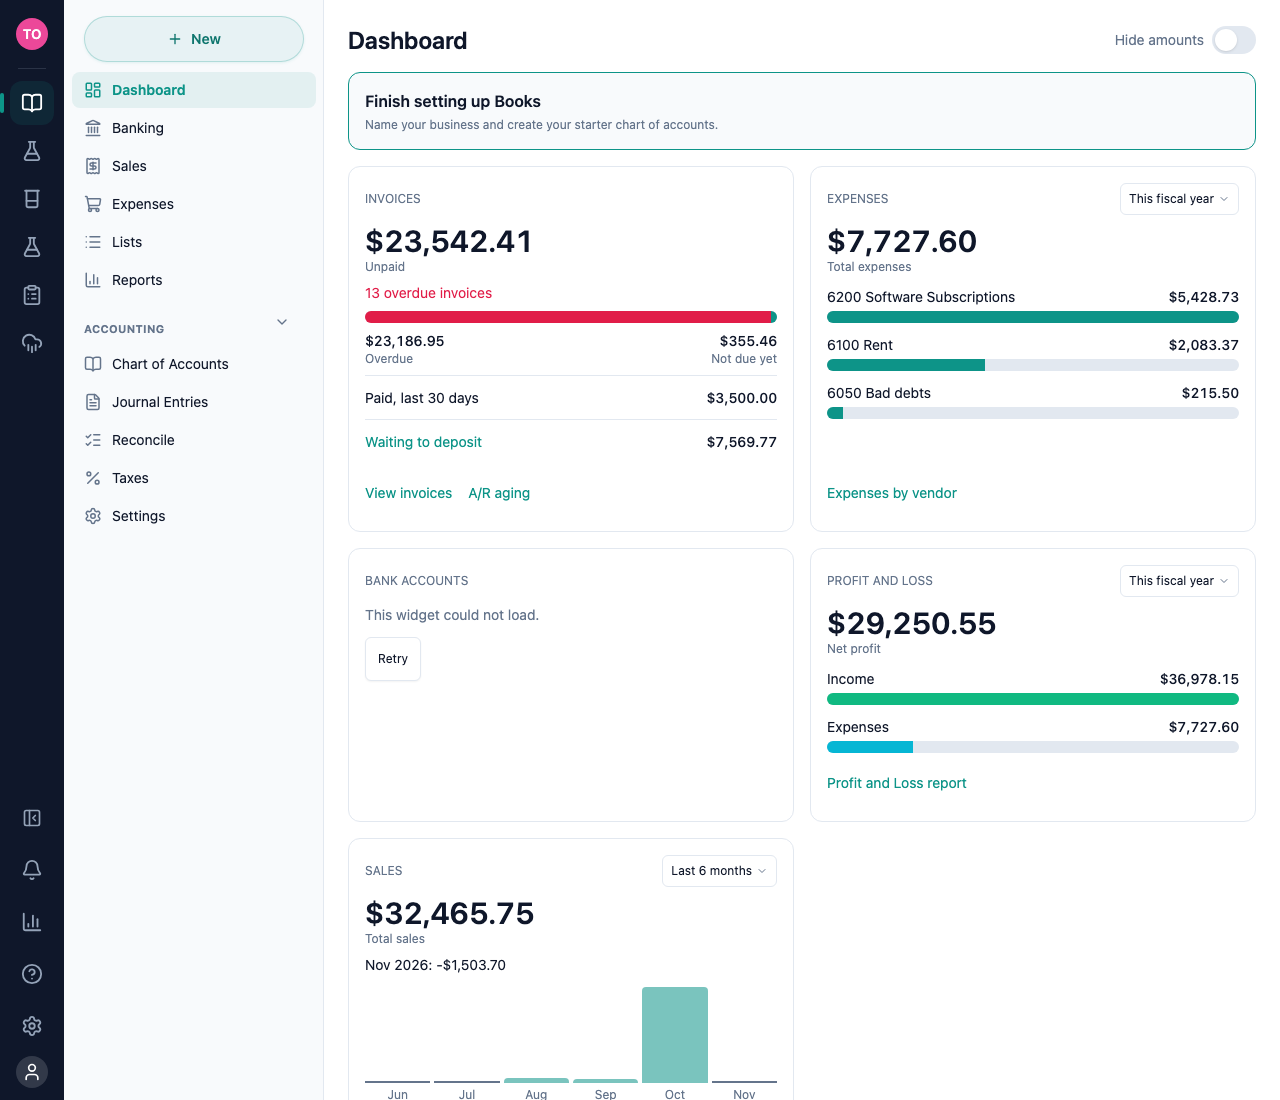 TO
New
Dashboard
Banking
Sales
Expenses
Lists
Reports
ACCOUNTING
Chart of Accounts
Journal Entries
Reconcile
Taxes
Settings
Dashboard
Hide amounts
Finish setting up Books
Name your business and create your starter chart of accounts.
INVOICES
$23,542.41
Unpaid
13 overdue invoices
$23,186.95 $355.46
Overdue Not due yet
Paid, last 30 days $3,500.00
Waiting to deposit $7,569.77
View invoices A/R aging
EXPENSES This fiscal year
$7,727.60
Total expenses
6200 Software Subscriptions $5,428.73
6100 Rent $2,083.37
6050 Bad debts $215.50
Expenses by vendor
BANK ACCOUNTS
This widget could not load.
Retry
PROFIT AND LOSS This fiscal year
$29,250.55
Net profit
Income $36,978.15
Expenses $7,727.60
Profit and Loss report
SALES Last 6 months
$32,465.75
Total sales
Nov 2026: -$1,503.70
Jun Jul Aug Sep Oct Nov